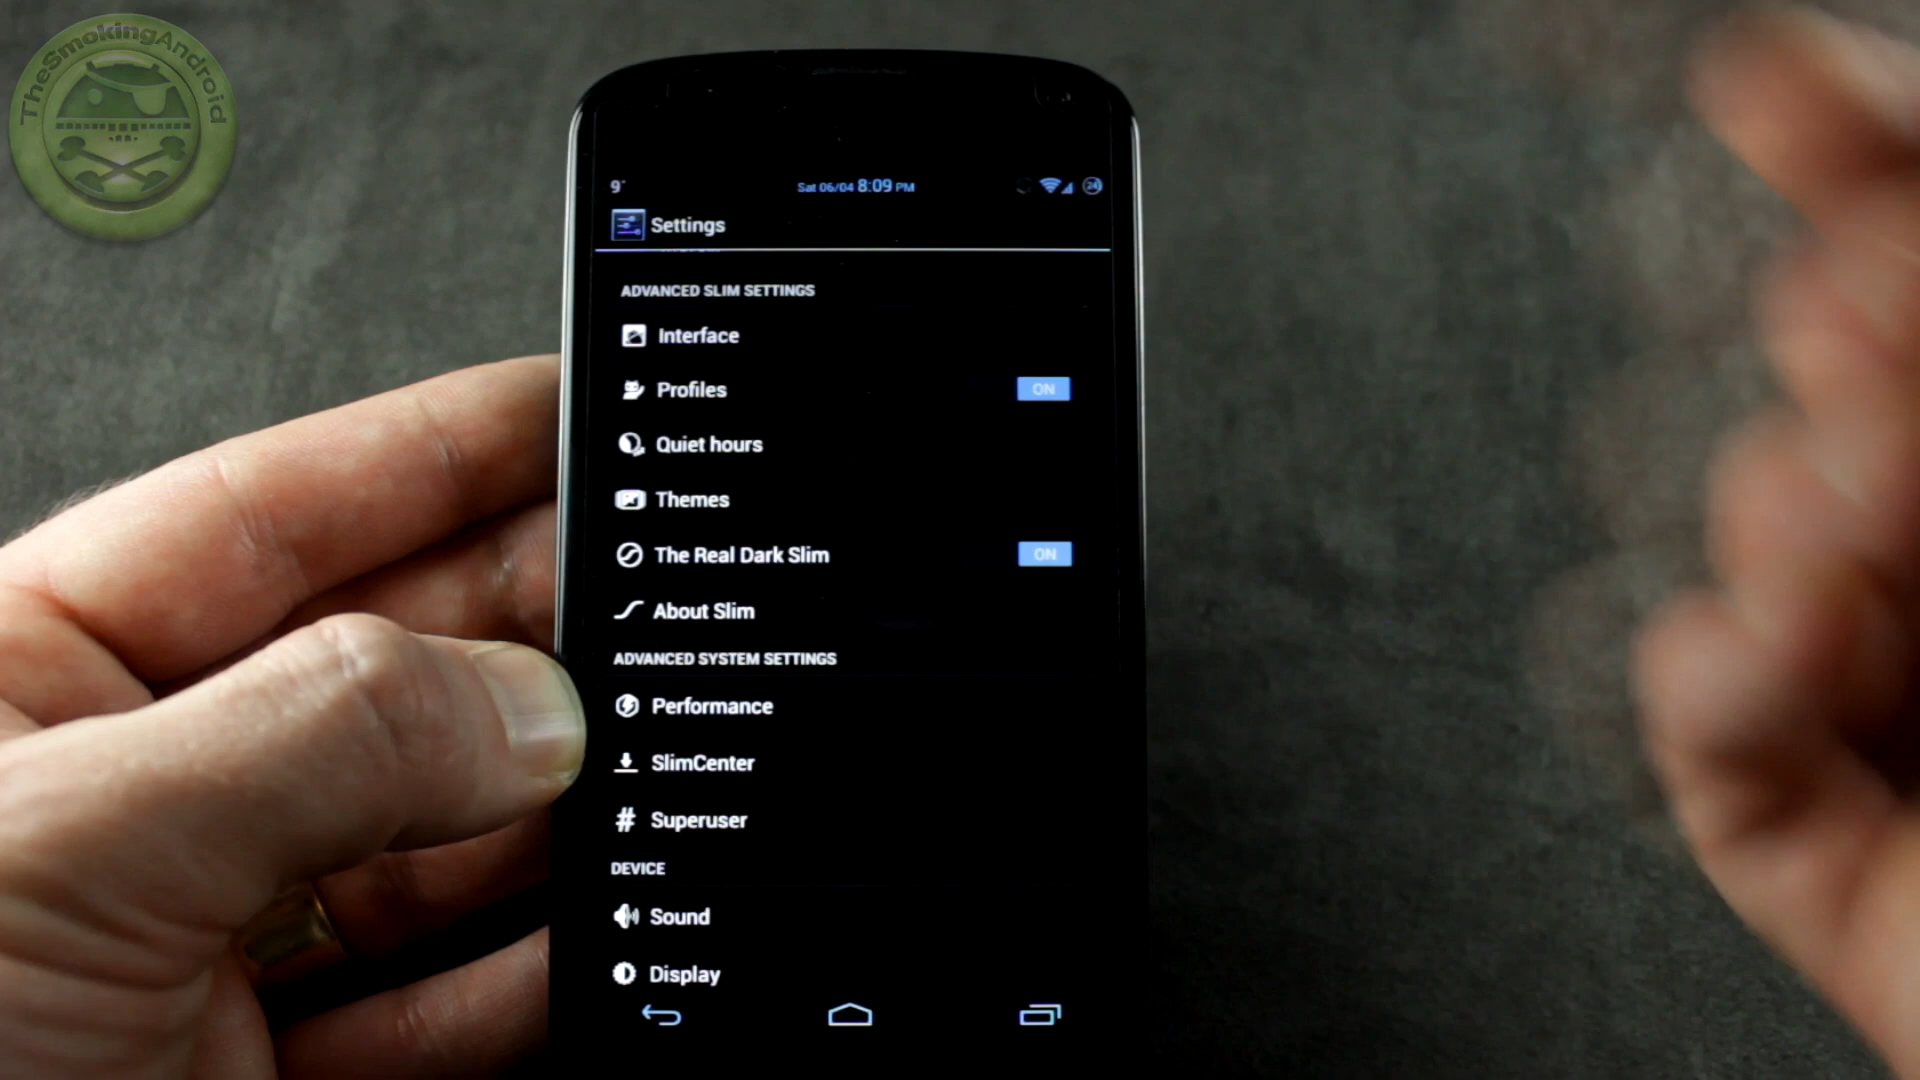 TheSmokingAndroid
9°
Sat 06/04 8:09 PM
24
Settings
ADVANCED SLIM SETTINGS
Interface
Profiles ON
Quiet hours
Themes
The Real Dark Slim ON
About Slim
ADVANCED SYSTEM SETTINGS
Performance
SlimCenter
# Superuser
DEVICE
Sound
Display